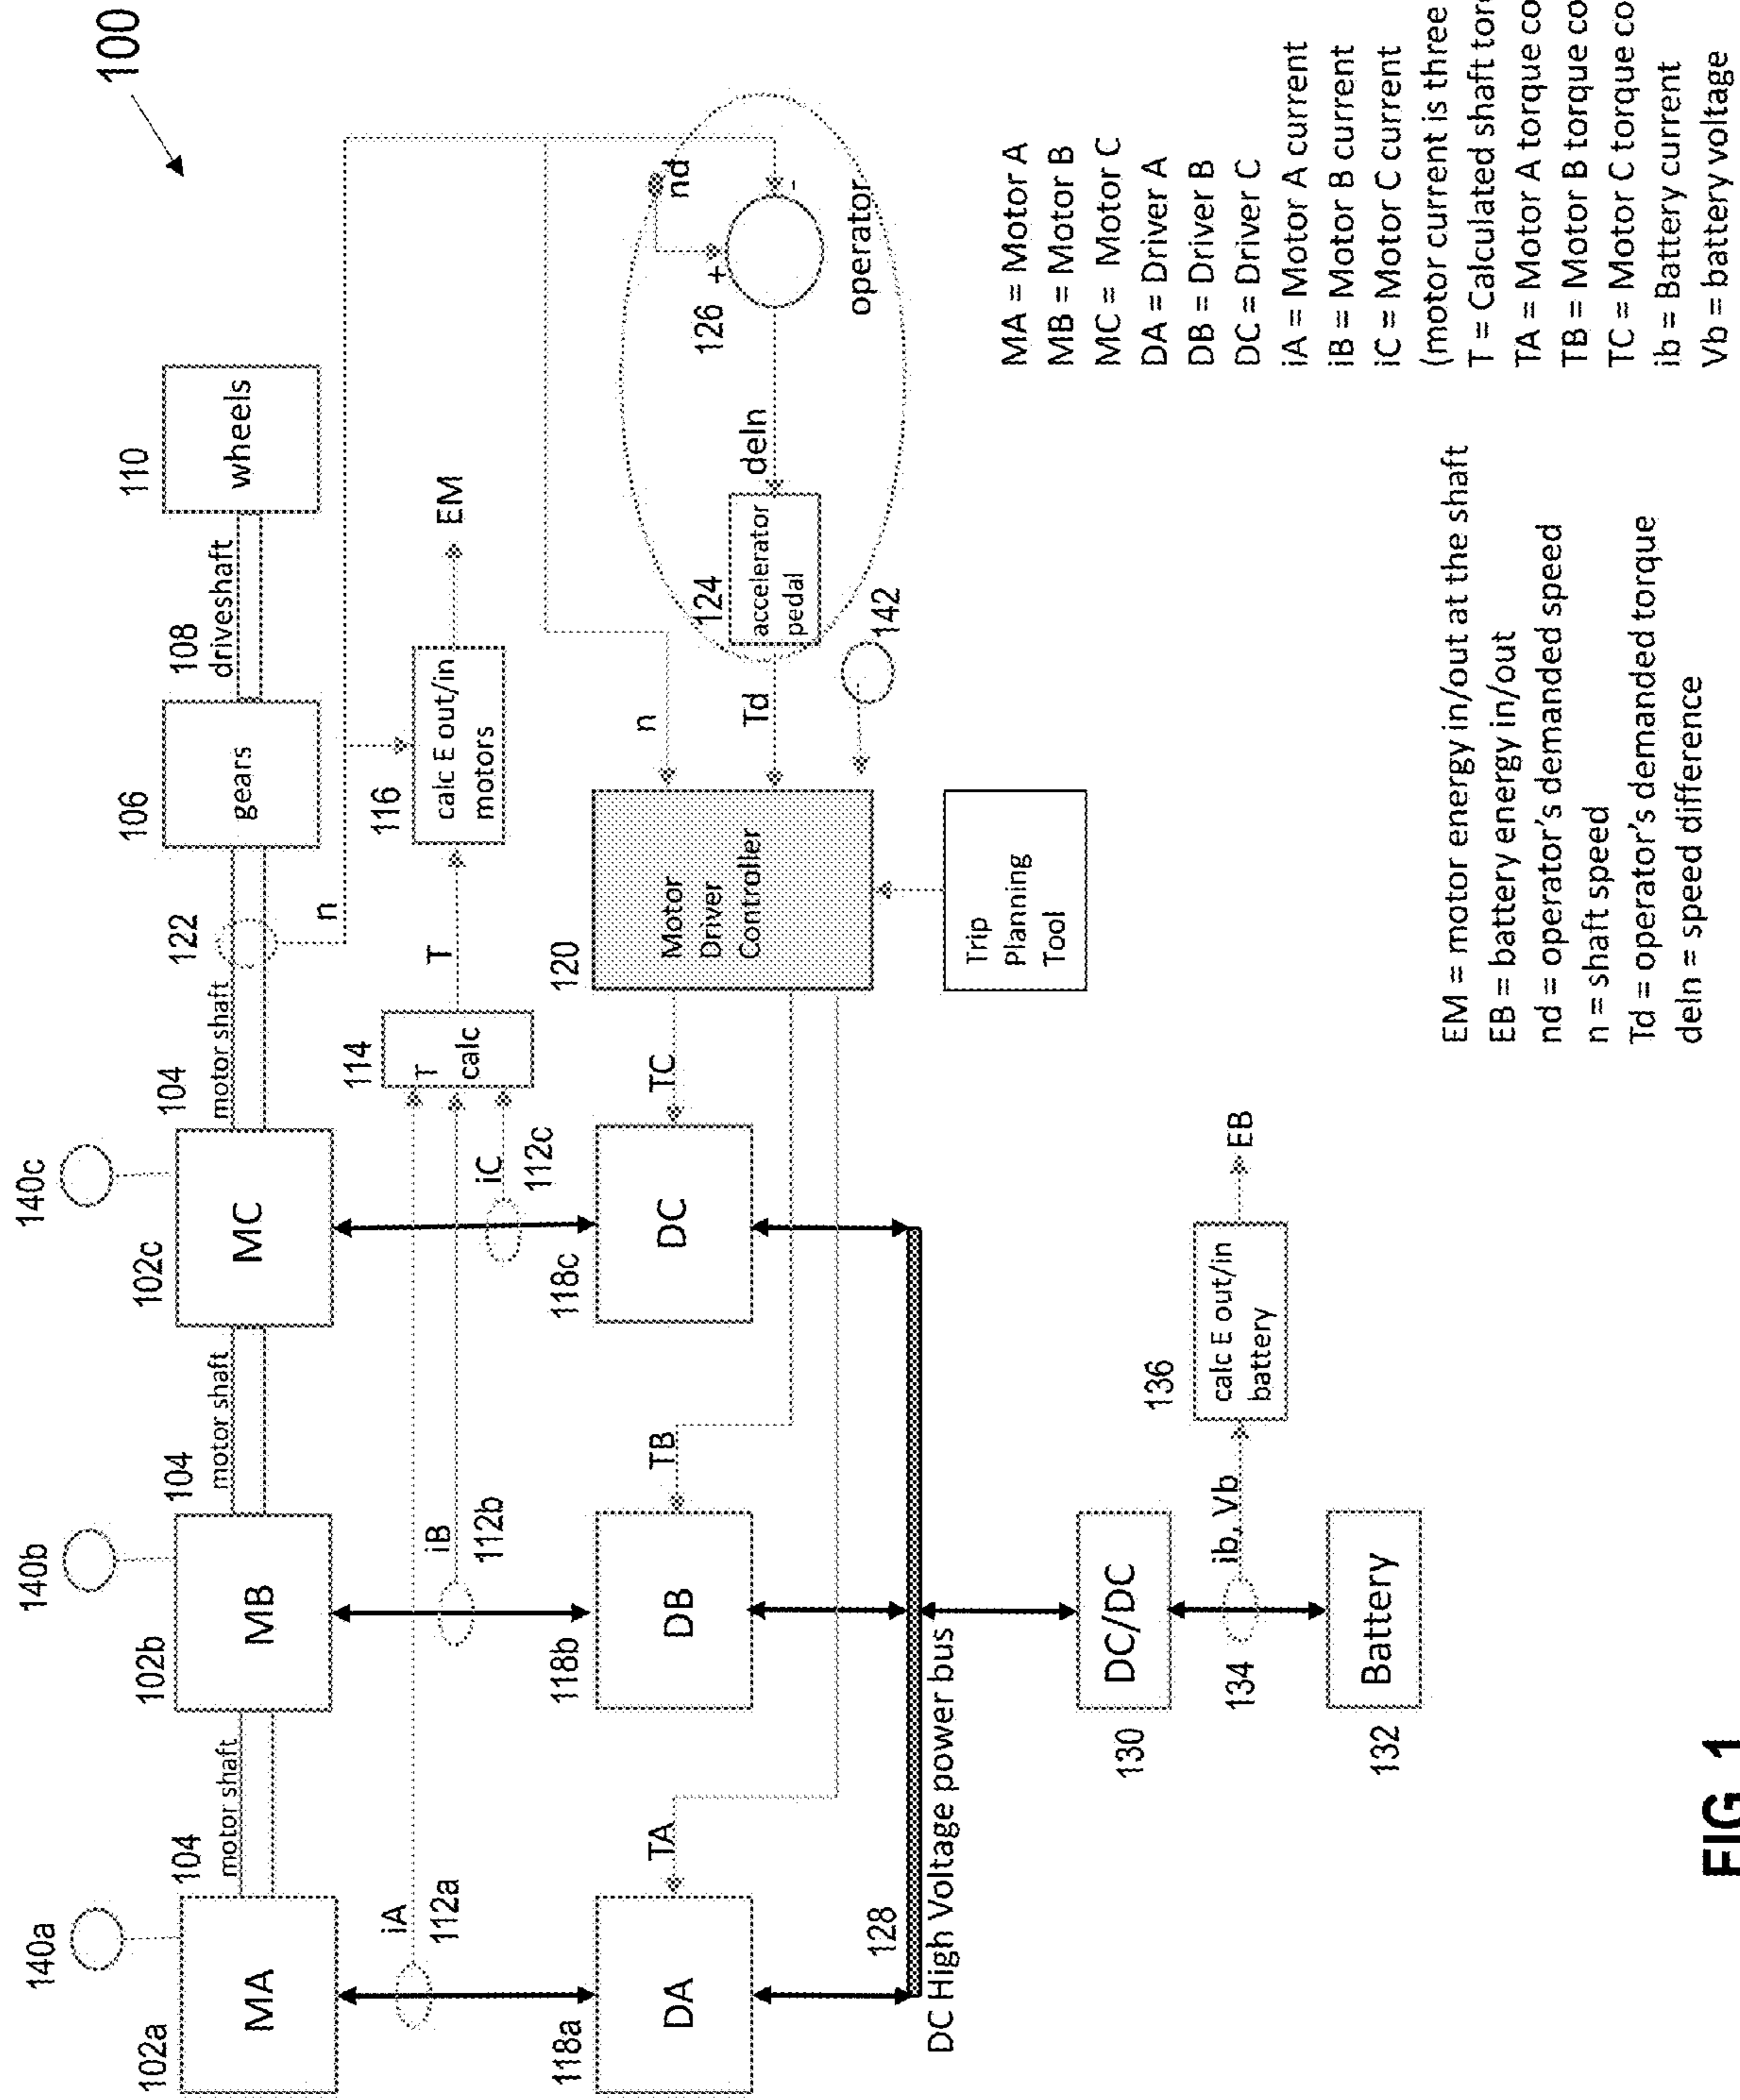 100
140a
140b
140c
102a
MA
104
motor shaft
102b
MB
104
motor shaft
102c
MC
104
motor shaft
122
n
106
gears
108
driveshaft
110
wheels
iA
112a
iB
112b
iC
112c
114
T
calc
T
116
calc E out/in
motors
EM
118a
DA
TA
118b
DB
TB
118c
DC
TC
120
Motor
Driver
Controller
n
Td
142
124
accelerator
pedal
deln
126
+
-
nd
operator
Trip
Planning
Tool
128
DC High Voltage power bus
130
DC/DC
134
ib, Vb
136
calc E out/in
battery
EB
132
Battery
EM = motor energy in/out at the shaft
EB = battery energy in/out
nd = operator's demanded speed
n = shaft speed
Td = operator's demanded torque
deln = speed difference
MA = Motor A
MB = Motor B
MC = Motor C
DA = Driver A
DB = Driver B
DC = Driver C
iA = Motor A current
iB = Motor B current
iC = Motor C current
(motor current is three
T = Calculated shaft
TA = Motor A torque
TB = Motor B torque
TC = Motor C torque
ib = Battery current
Vb = battery voltage
FIG 1